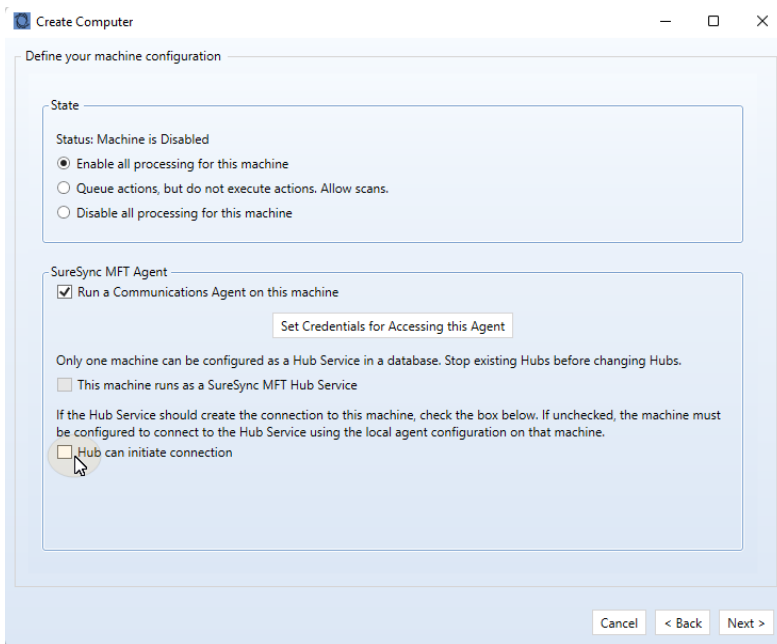 Create Computer
Define your machine configuration
State
Status: Machine is Disabled
Enable all processing for this machine
Queue actions, but do not execute actions. Allow scans.
Disable all processing for this machine
SureSync MFT Agent
Run a Communications Agent on this machine
Set Credentials for Accessing this Agent
Only one machine can be configured as a Hub Service in a database. Stop existing Hubs before changing Hubs.
This machine runs as a SureSync MFT Hub Service
If the Hub Service should create the connection to this machine, check the box below. If unchecked, the machine must
be configured to connect to the Hub Service using the local agent configuration on that machine.
Hub can initiate connection
Cancel < Back Next >